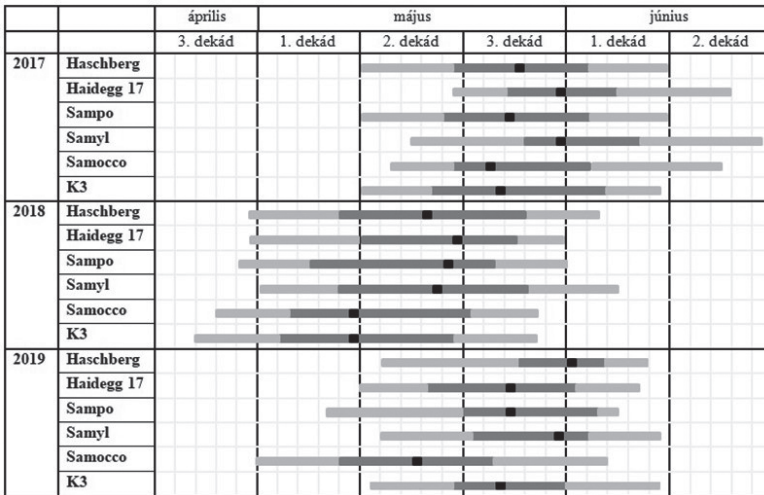 április május június
3. dekád 1. dekád 2. dekád 3. dekád 1. dekád 2. dekád
2017 Haschberg
Haidegg 17
Sampo
Samyl
Samocco
K3
2018 Haschberg
Haidegg 17
Sampo
Samyl
Samocco
K3
2019 Haschberg
Haidegg 17
Sampo
Samyl
Samocco
K3